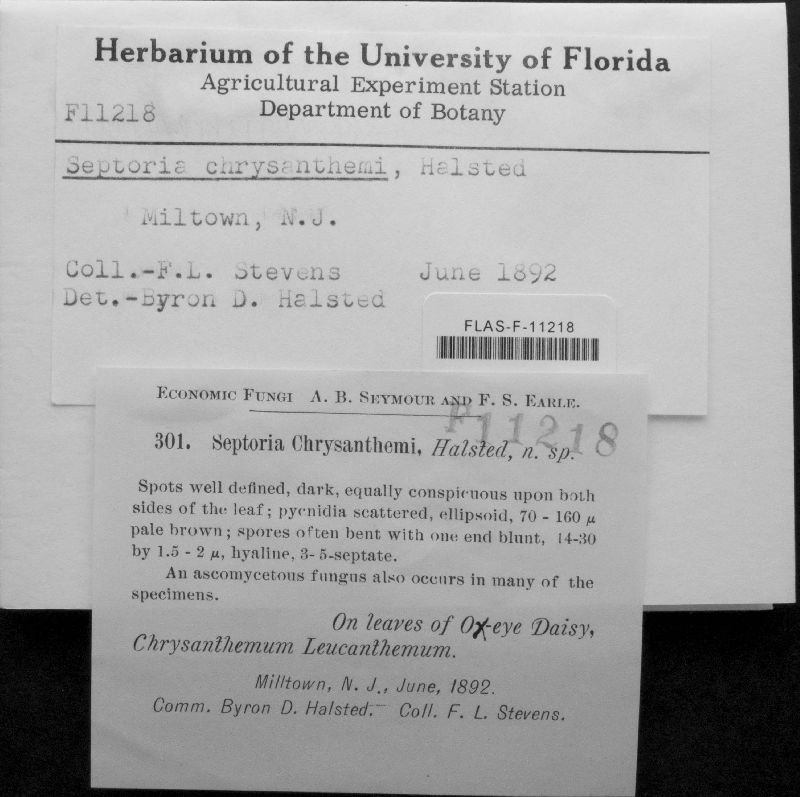 Herbarium of the University of Florida
Agricultural Experiment Station
Department of Botany
F11218
Septoria chrysanthemi, Halsted
Miltown, N.J.
Coll.-F.L. Stevens June 1892
Det.-Byron D. Halsted
FLAS-F-11218
Economic Fungi A. B. Seymour and F. S. Earle.
F11218
301. Septoria Chrysanthemi, Halsted, n. sp.
Spots well defined, dark, equally conspicuous upon both
sides of the leaf; pycnidia scattered, ellipsoid, 70 - 160 µ
pale brown; spores often bent with one end blunt, 14-30
by 1.5 - 2 µ, hyaline, 3-5-septate.
An ascomycetous fungus also occurs in many of the
specimens.
On leaves of Ox-eye Daisy,
Chrysanthemum Leucanthemum.
Milltown, N. J., June, 1892.
Comm. Byron D. Halsted. Coll. F. L. Stevens.